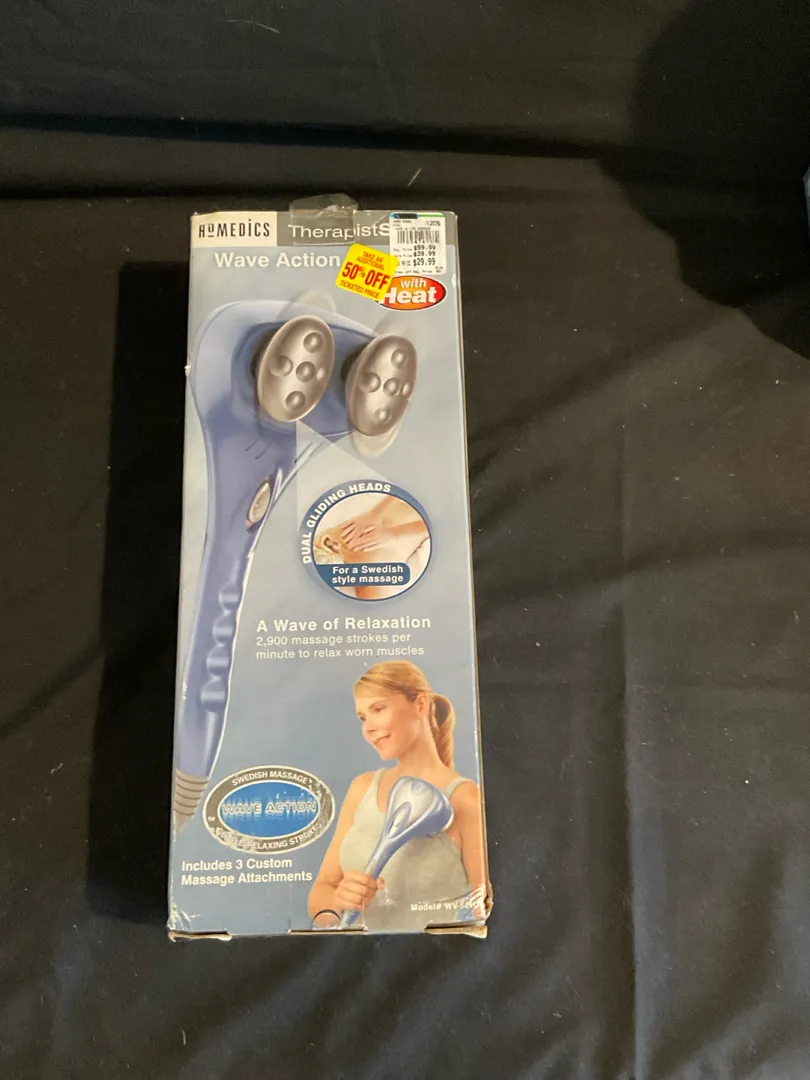 HoMEDiCS
TherapistS
Wave Action
1205
$99.99
$39.99
$29.99
TAKE AN
ADDITIONAL
50% OFF
TICKETED PRICE
with
Heat
DUAL GLIDING HEADS
For a Swedish
style massage
A Wave of Relaxation
2,900 massage strokes per
minute to relax worn muscles
SWEDISH MASSAGE
WAVE ACTION
RELAXING STROKES
Includes 3 Custom
Massage Attachments
Model#